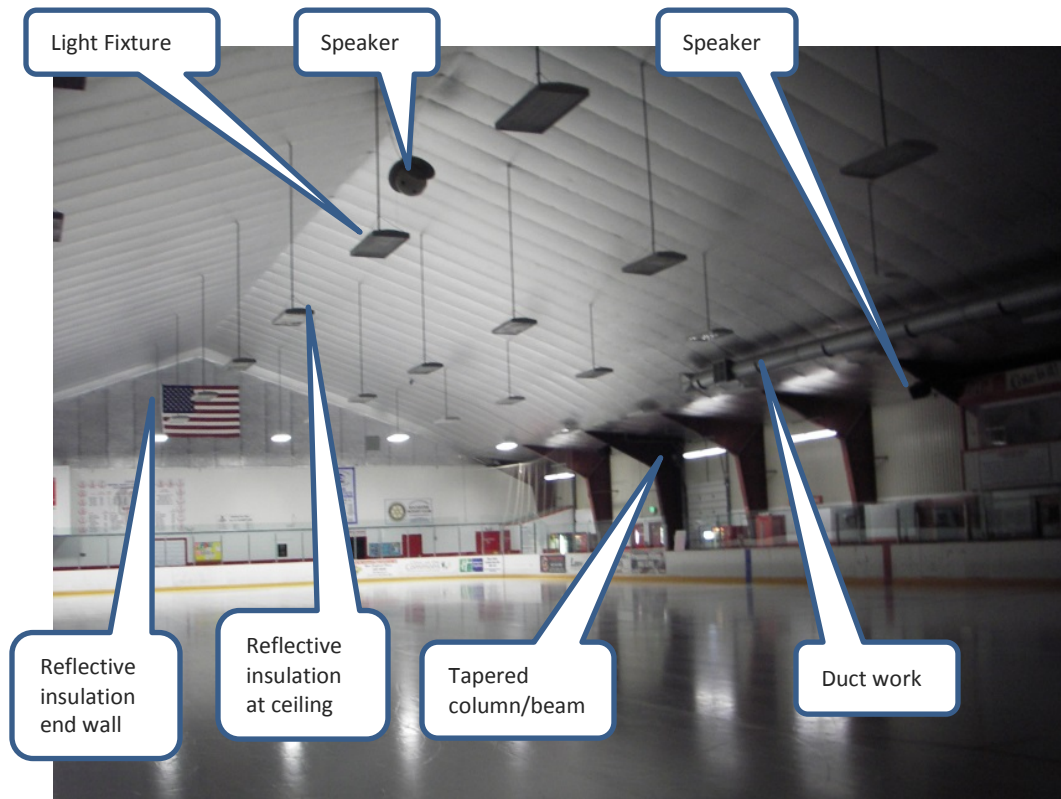 Light Fixture
Speaker
Speaker
Reflective
insulation
end wall
Reflective
insulation
at ceiling
Tapered
column/beam
Duct work